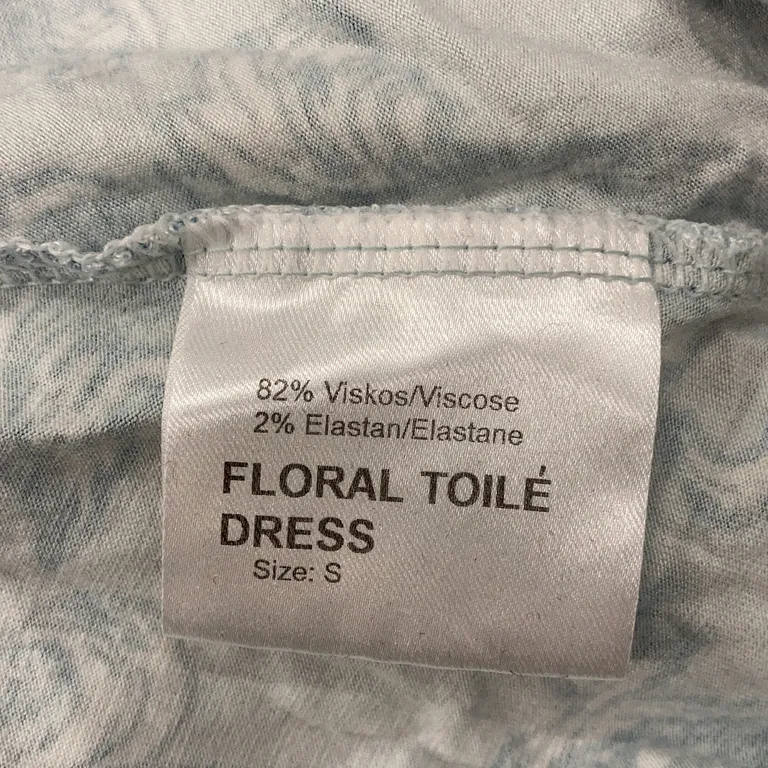 82% Viskos/Viscose
2% Elastan/Elastane
FLORAL TOILÉ
DRESS
Size: S